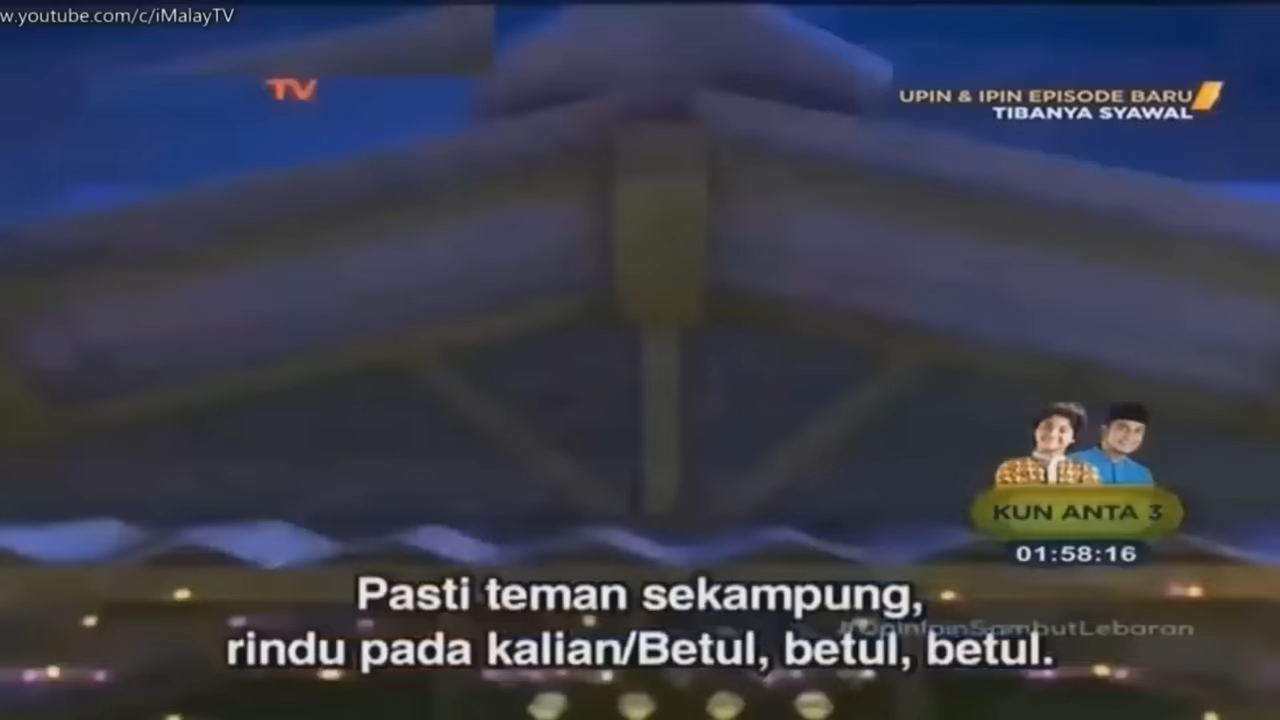 w.youtube.com/c/iMalayTV
TV
UPIN & IPIN EPISODE BARU
TIBANYA SYAWAL
KUN ANTA 3
01:58:16
Pasti teman sekampung,
#UpinIpinSambutLebaran
rindu pada kalian/Betul, betul, betul.